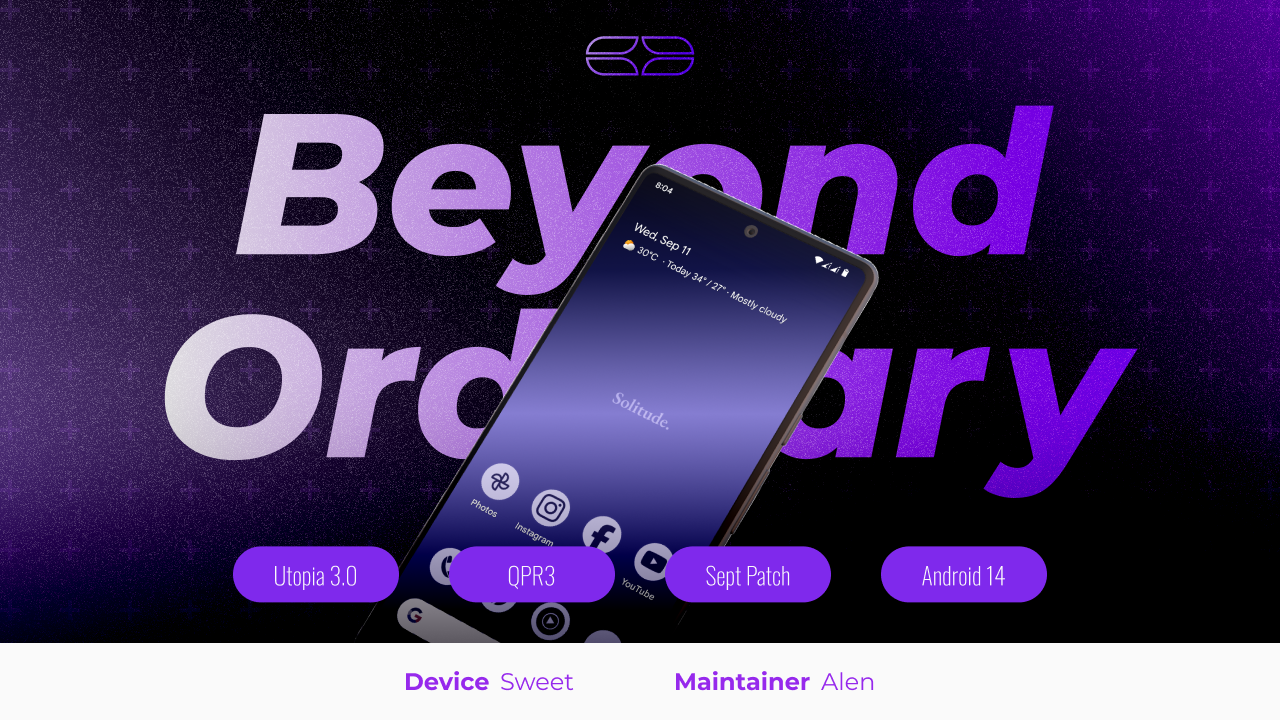 Beyond
Ordinary
8:04
Wed, Sep 11
30°C · Today 34° / 27° · Mostly cloudy
Solitude.
Photos
Instagram
YouTube
G
Utopia 3.0
QPR3
Sept Patch
Android 14
Device Sweet
Maintainer Alen